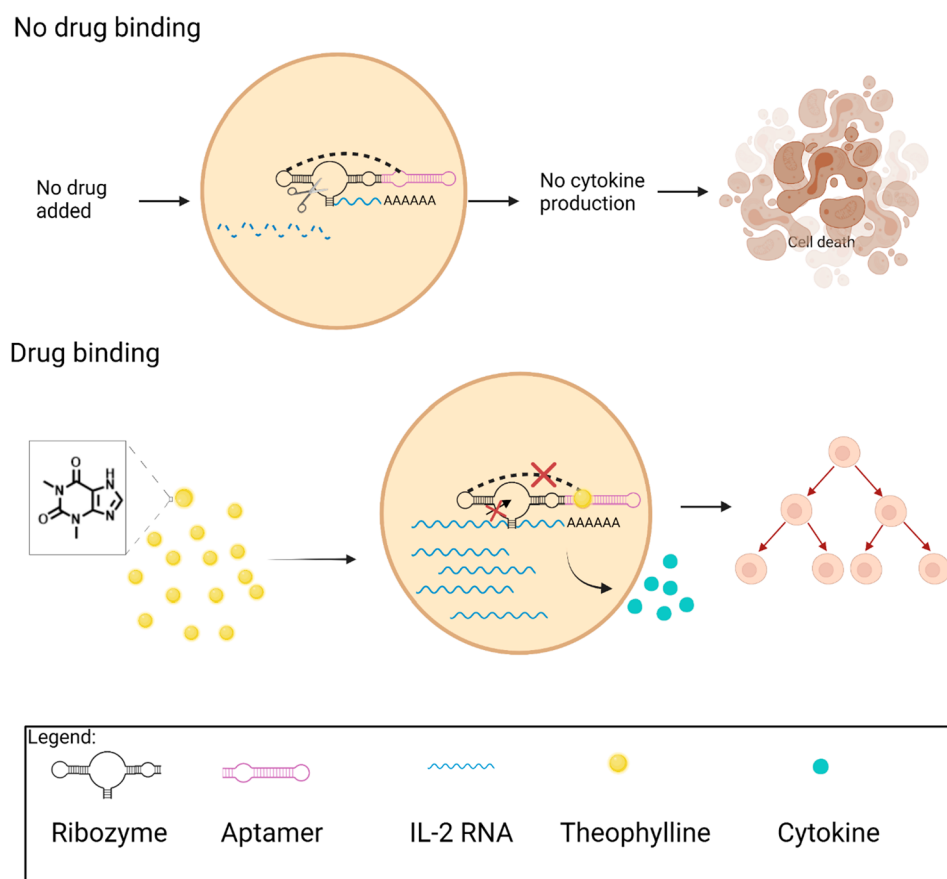 No drug binding
No drug
added
AAAAAA
No cytokine
production
Cell death
Drug binding
O
H
N
N
O
N
N
AAAAAA
Legend:
Ribozyme
Aptamer
IL-2 RNA
Theophylline
Cytokine